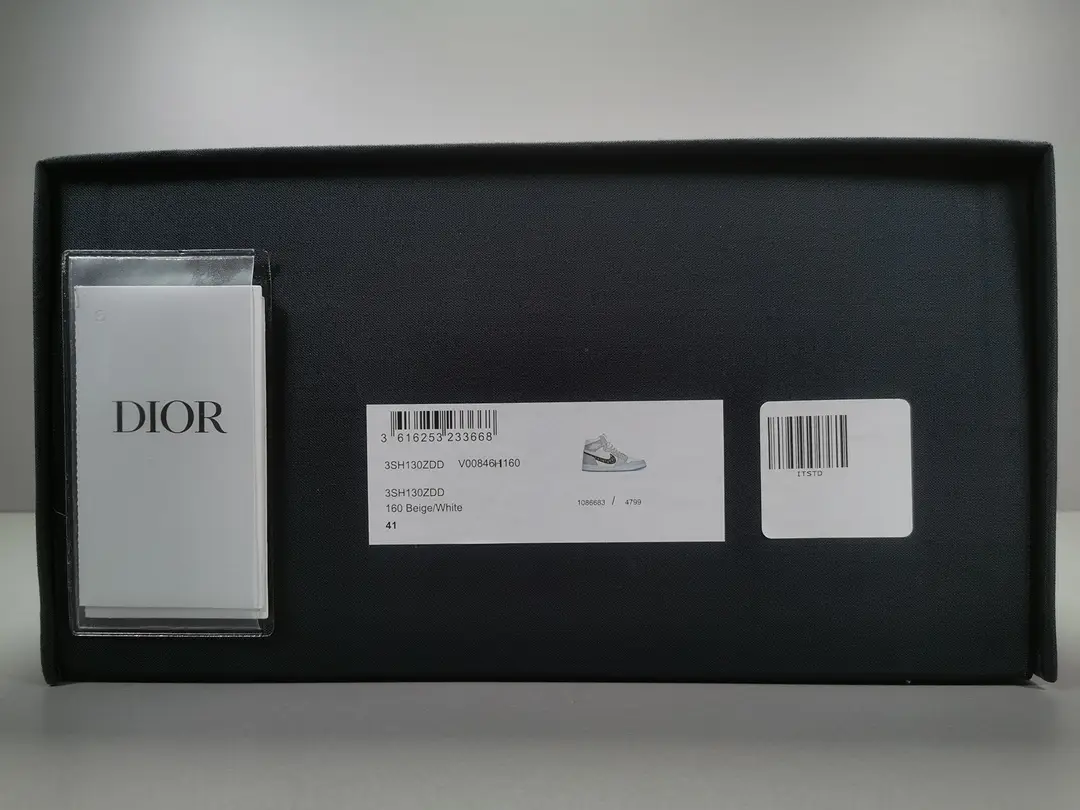 DIOR
3 616253 233668
3SH130ZDD V00846H160
3SH130ZDD
160 Beige/White
41
1086683 / 4799
ITSTD